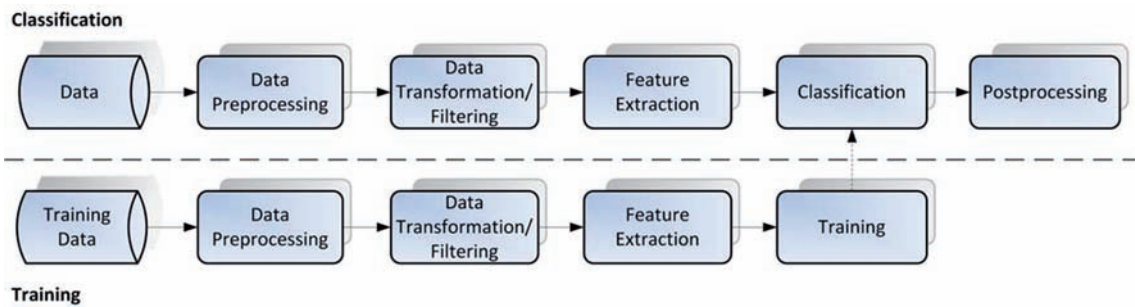 Classification
Data
Data
Preprocessing
Data
Transformation/
Filtering
Feature
Extraction
Classification
Postprocessing
Training
Data
Data
Preprocessing
Data
Transformation/
Filtering
Feature
Extraction
Training
Training